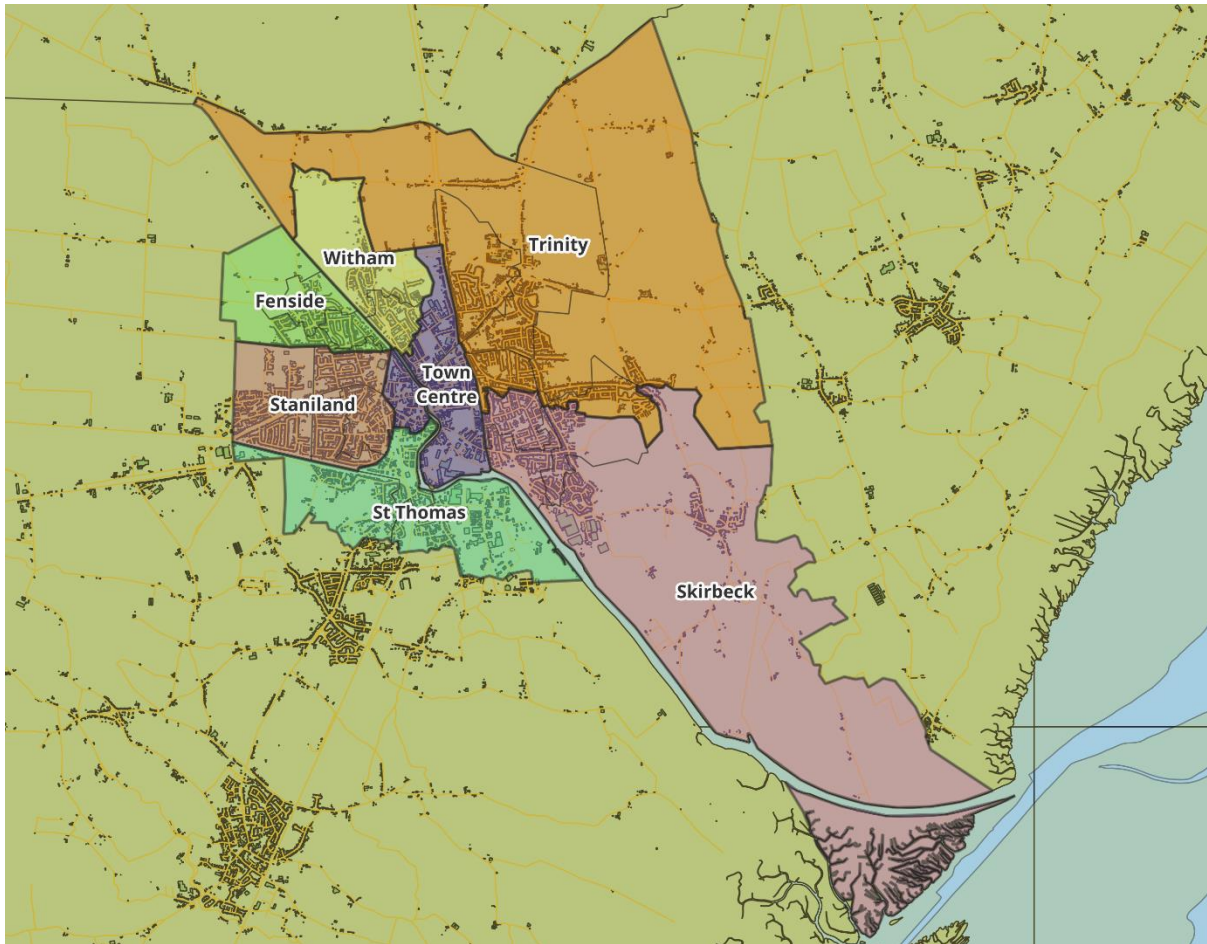 Trinity
Witham
Fenside
Town
Centre
Staniland
St Thomas
Skirbeck